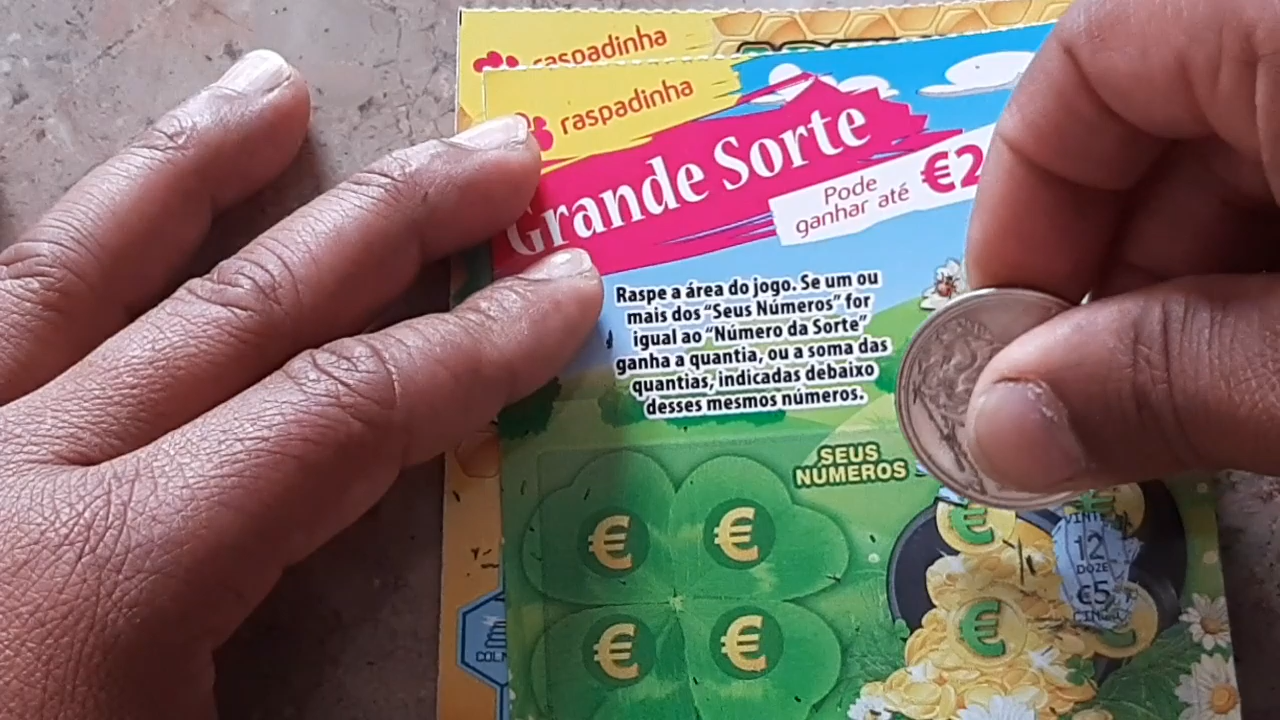 raspadinha
raspadinha
Grande Sorte
Pode
ganhar até €2
Raspe a área do jogo. Se um ou
mais dos “Seus Números” for
igual ao “Número da Sorte”
ganha a quantia, ou a soma das
quantias, indicadas debaixo
desses mesmos números.
SEUS
NÚMEROS
€ €
€
€ €
€
12
DOZE
€5